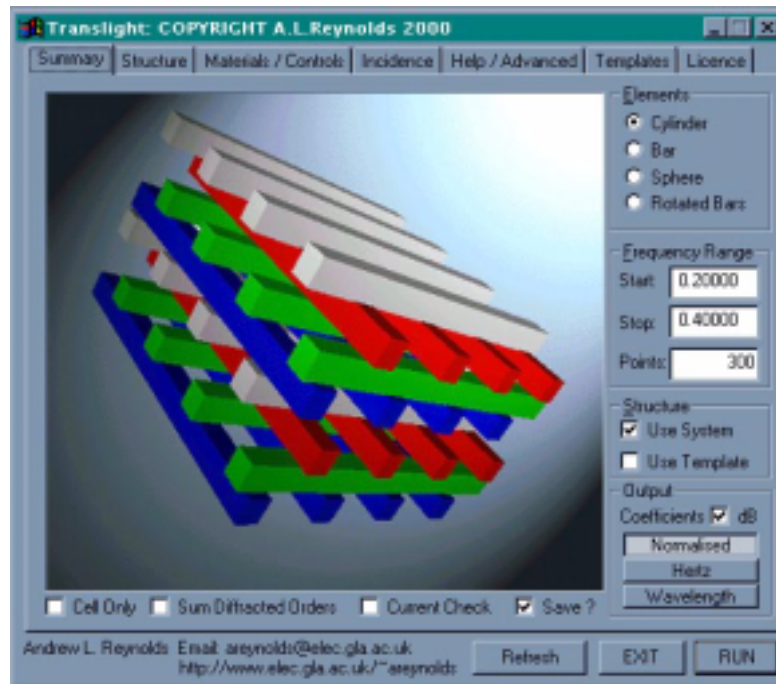 Translight: COPYRIGHT A.L.Reynolds 2000
Summary Structure Materials / Controls Incidence Help / Advanced Templates Licence
Elements
Cylinder
Bar
Sphere
Rotated Bars
Frequency Range
Start: 0.20000
Stop: 0.40000
Points: 300
Structure
Use System
Use Template
Output
Coefficients dB
Normalised
Hertz
Wavelength
Cell Only Sum Diffracted Orders Current Check Save ?
Andrew L. Reynolds Email: areynolds@elec.gla.ac.uk
http://www.elec.gla.ac.uk/~areynolds
Refresh EXIT RUN